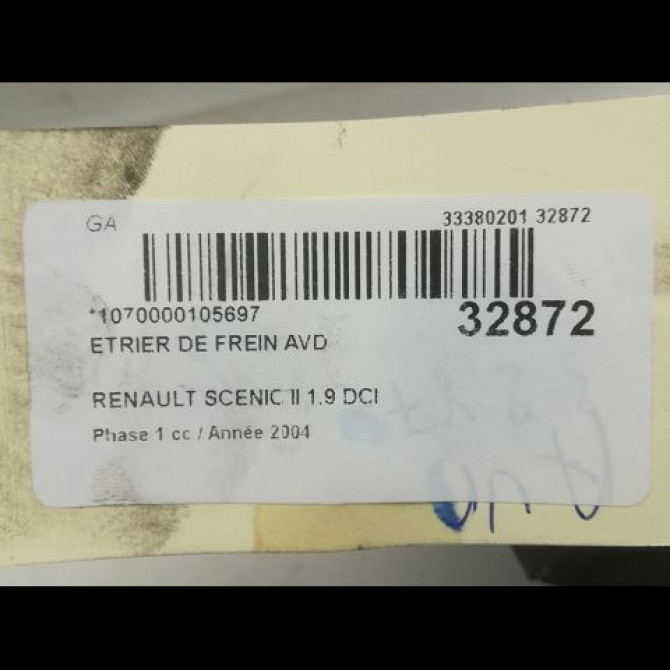 GA
33380201 32872
*1070000105697
32872
ETRIER DE FREIN AVD
RENAULT SCENIC II 1.9 DCI
Phase 1 cc / Année 2004